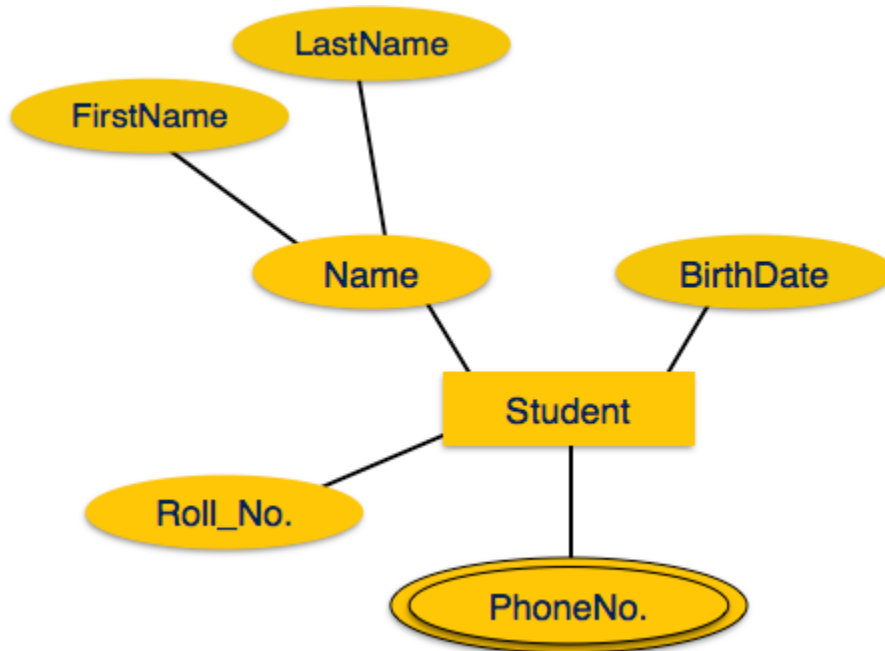 LastName
FirstName
Name
BirthDate
Student
Roll_No.
PhoneNo.